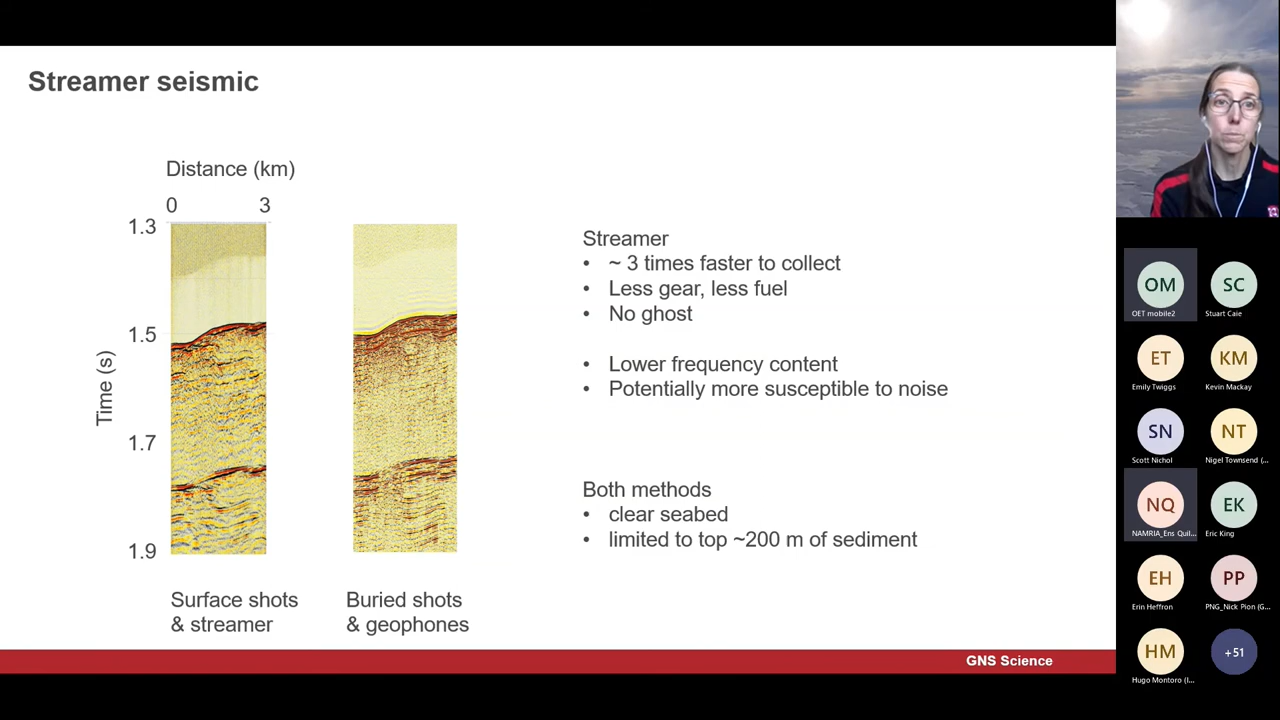 Streamer seismic
Distance (km)
0 3
1.3
1.5
1.7
1.9
Time (s)
Surface shots
& streamer
Buried shots
& geophones
Streamer
• ~ 3 times faster to collect
• Less gear, less fuel
• No ghost
• Lower frequency content
• Potentially more susceptible to noise
Both methods
• clear seabed
• limited to top ~200 m of sediment
GNS Science
OM
OET mobile2
SC
Stuart Caie
ET
Emily Twiggs
KM
Kevin Mackay
SN
Scott Nichol
NT
Nigel Townsend (...
NQ
NAMRIA_Ens Quil...
EK
Eric King
EH
Erin Heffron
PP
PNG_Nick Pion (G...
HM
Hugo Montoro (I...
+51